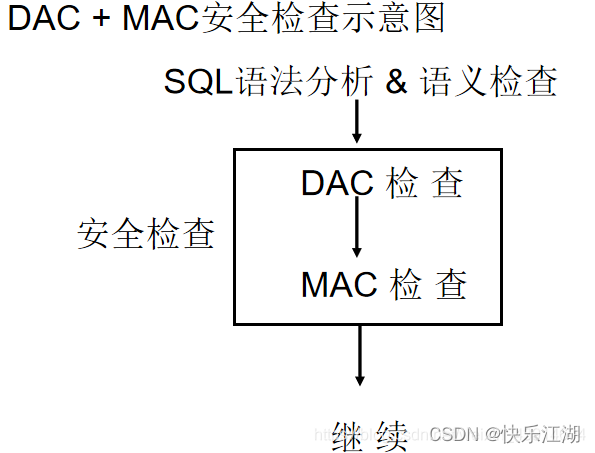 DAC + MAC安全检查示意图
SQL语法分析 & 语义检查
DAC 检 查
安全检查
MAC 检 查
继 续
CSDN @快乐江湖